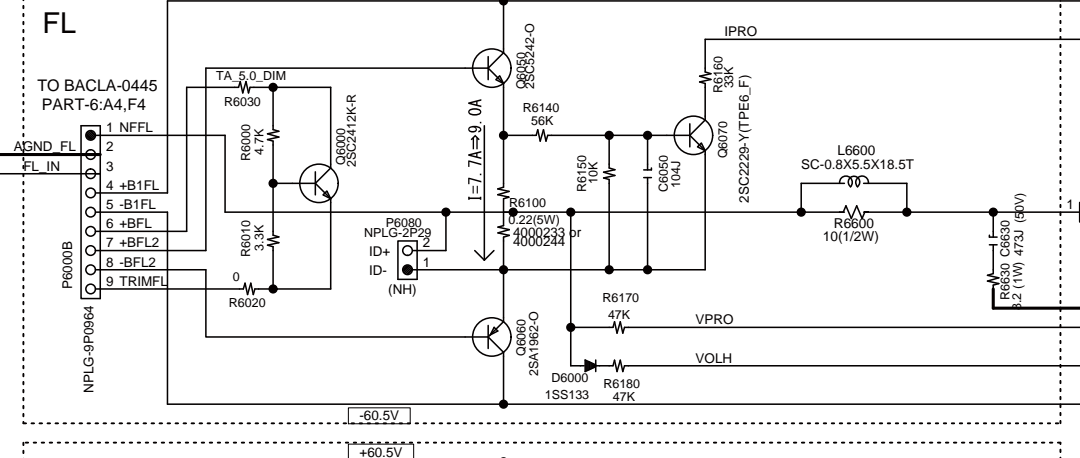 FL
TO BACLA-0445
PART-6:A4,F4
1 NFFL
AGND_FL 2
FL_IN 3
4 +B1FL
5 -B1FL
6 +BFL
7 +BFL2
8 -BFL2
9 TRIMFL
P6000B
NPLG-9P0964
TA_5.0_DIM
R6030
R6000
4.7K
Q6000
2SC2412K-R
R6010
3.3K
0
R6020
P6080
NPLG-2P29
ID+ 2
ID- 1
(NH)
Q6050
2SC5242-O
I=7.7A⇒9.0A
R6100
0.22(5W)
4000233 or
4000244
Q6060
2SA1962-O
R6140
56K
R6150
10K
C6050
104J
IPRO
R6160
33K
Q6070
2SC2229-Y(TPE6_F)
R6170
47K
VPRO
VOLH
D6000
1SS133
R6180
47K
L6600
SC-0.8X5.5X18.5T
R6600
10(1/2W)
C6630
473J (50V)
R6630
8.2 (1W)
1
-60.5V
+60.5V